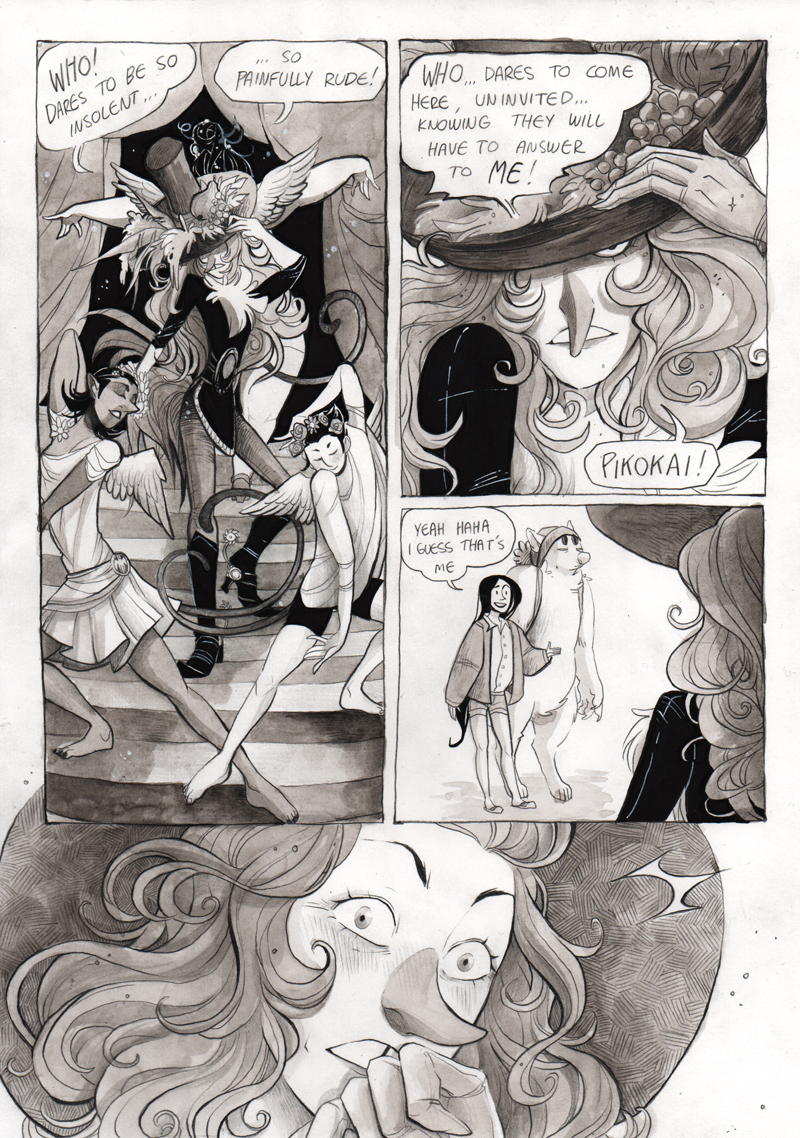 WHO!
DARES TO BE SO
INSOLENT...
... SO
PAINFULLY RUDE!
WHO... DARES TO COME
HERE, UNINVITED...
KNOWING THEY WILL
HAVE TO ANSWER
TO ME!
PIKOKAI!
YEAH HAHA
I GUESS THAT'S
ME